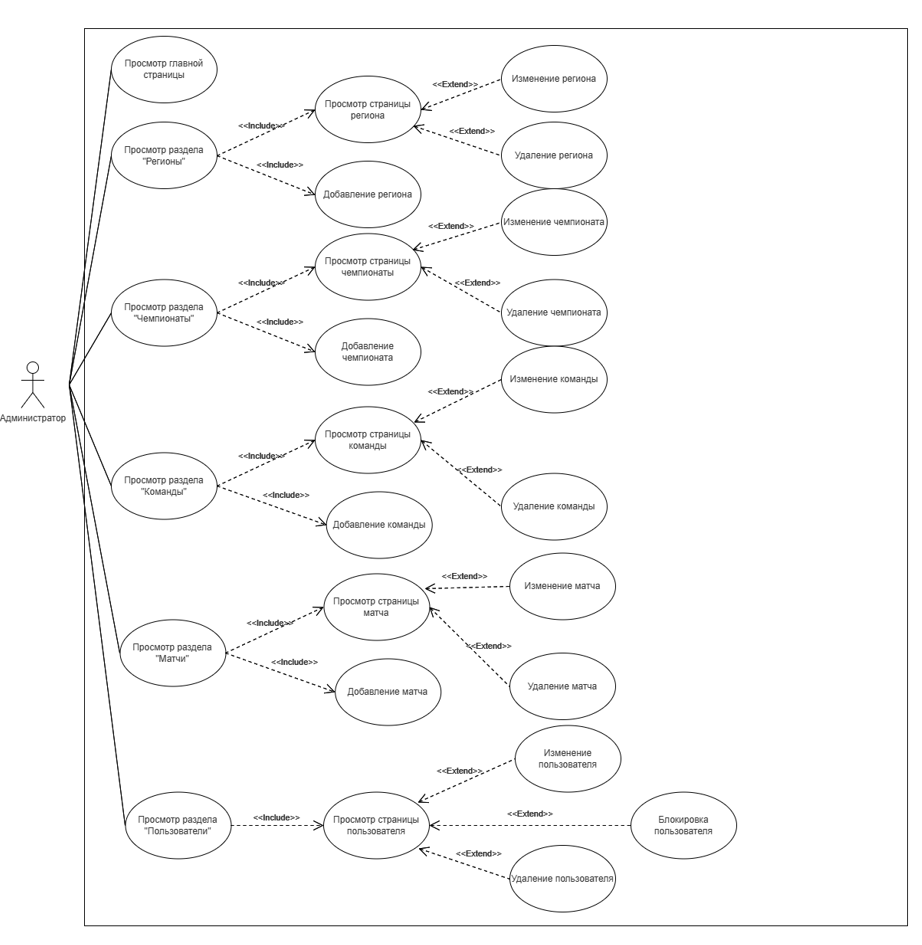 Просмотр главной
страницы
Просмотр раздела
"Регионы"
<<Include>>
<<Include>>
Просмотр страницы
региона
Добавление региона
<<Extend>>
<<Extend>>
Изменение региона
Удаление региона
Просмотр раздела
"Чемпионаты"
<<Include>>
<<Include>>
Просмотр страницы
чемпионаты
Добавление
чемпионата
<<Extend>>
<<Extend>>
Изменение чемпионата
Удаление чемпионата
Администратор
Просмотр раздела
"Команды"
<<Include>>
<<Include>>
Просмотр страницы
команды
Добавление команды
<<Extend>>
<<Extend>>
Изменение команды
Удаление команды
Просмотр раздела
"Матчи"
<<Include>>
<<Include>>
Просмотр страницы
матча
Добавление матча
<<Extend>>
<<Extend>>
Изменение матча
Удаление матча
Просмотр раздела
"Пользователи"
<<Include>>
Просмотр страницы
пользователя
<<Extend>>
<<Extend>>
<<Extend>>
Изменение
пользователя
Блокировка
пользователя
Удаление пользователя